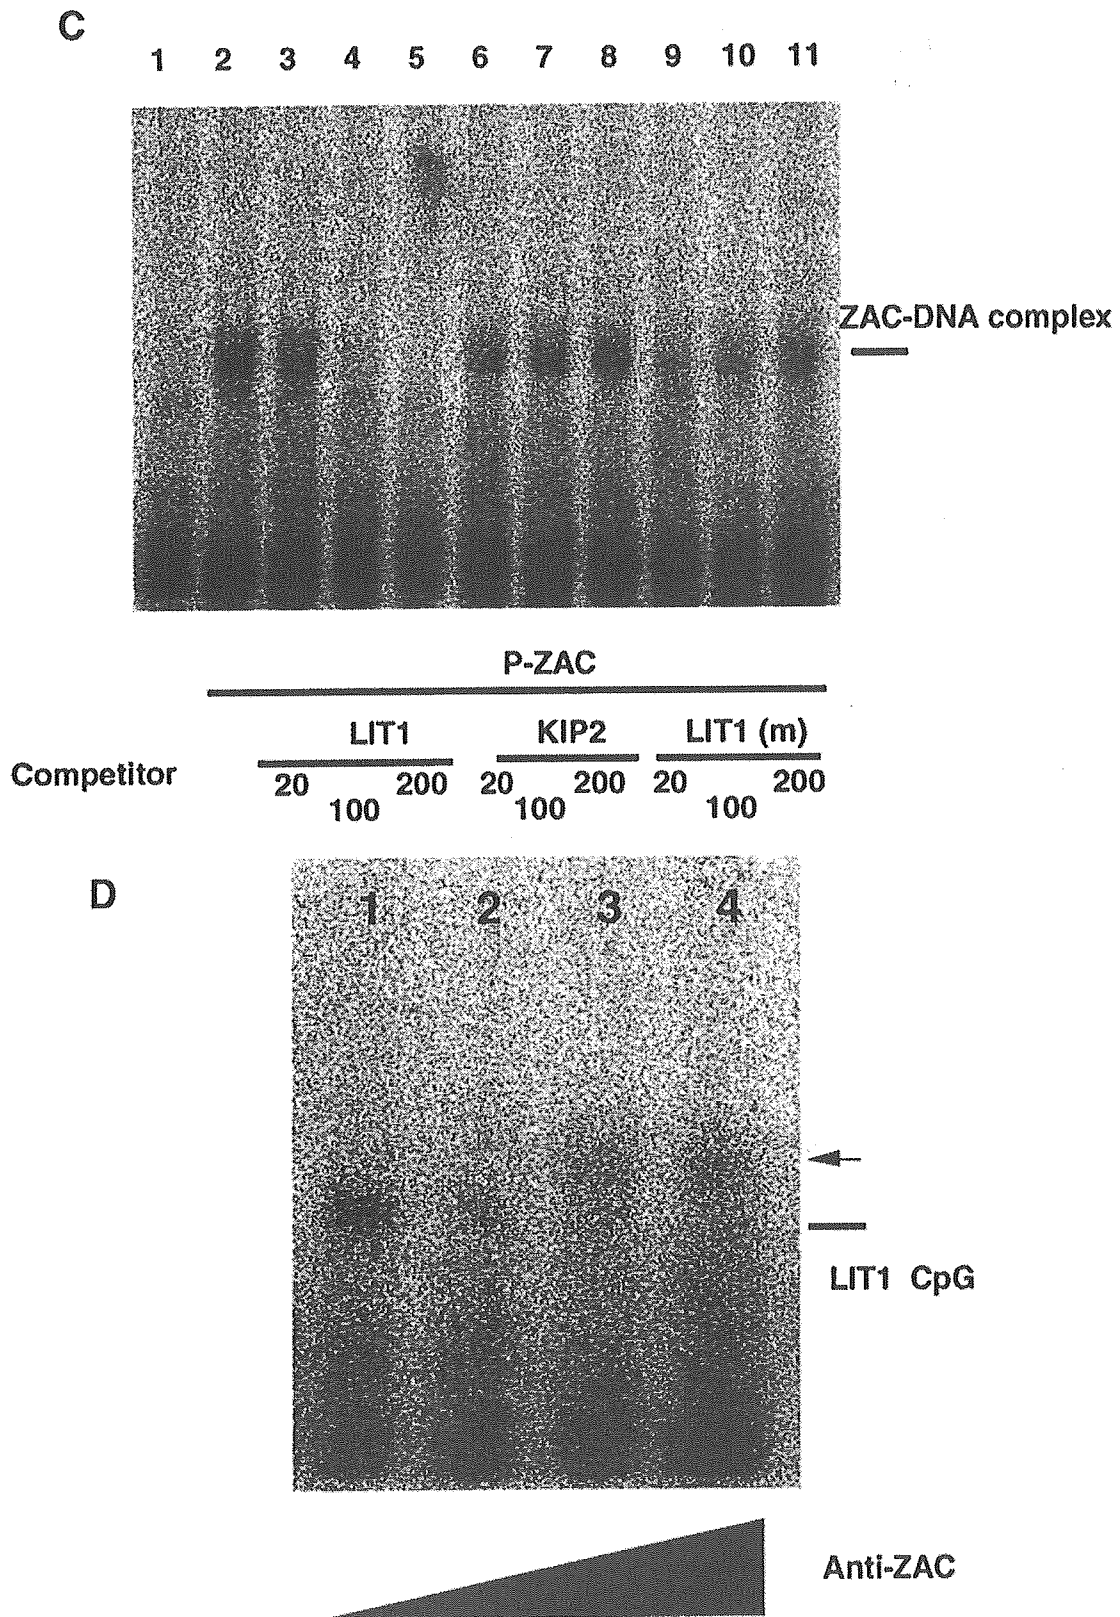 C
1 2 3 4 5 6 7 8 9 10 11
ZAC-DNA complex
P-ZAC
LIT1 KIP2 LIT1 (m)
Competitor 20 100 200 20 100 200 20 100 200
D
1 2 3 4
LIT1 CpG
Anti-ZAC